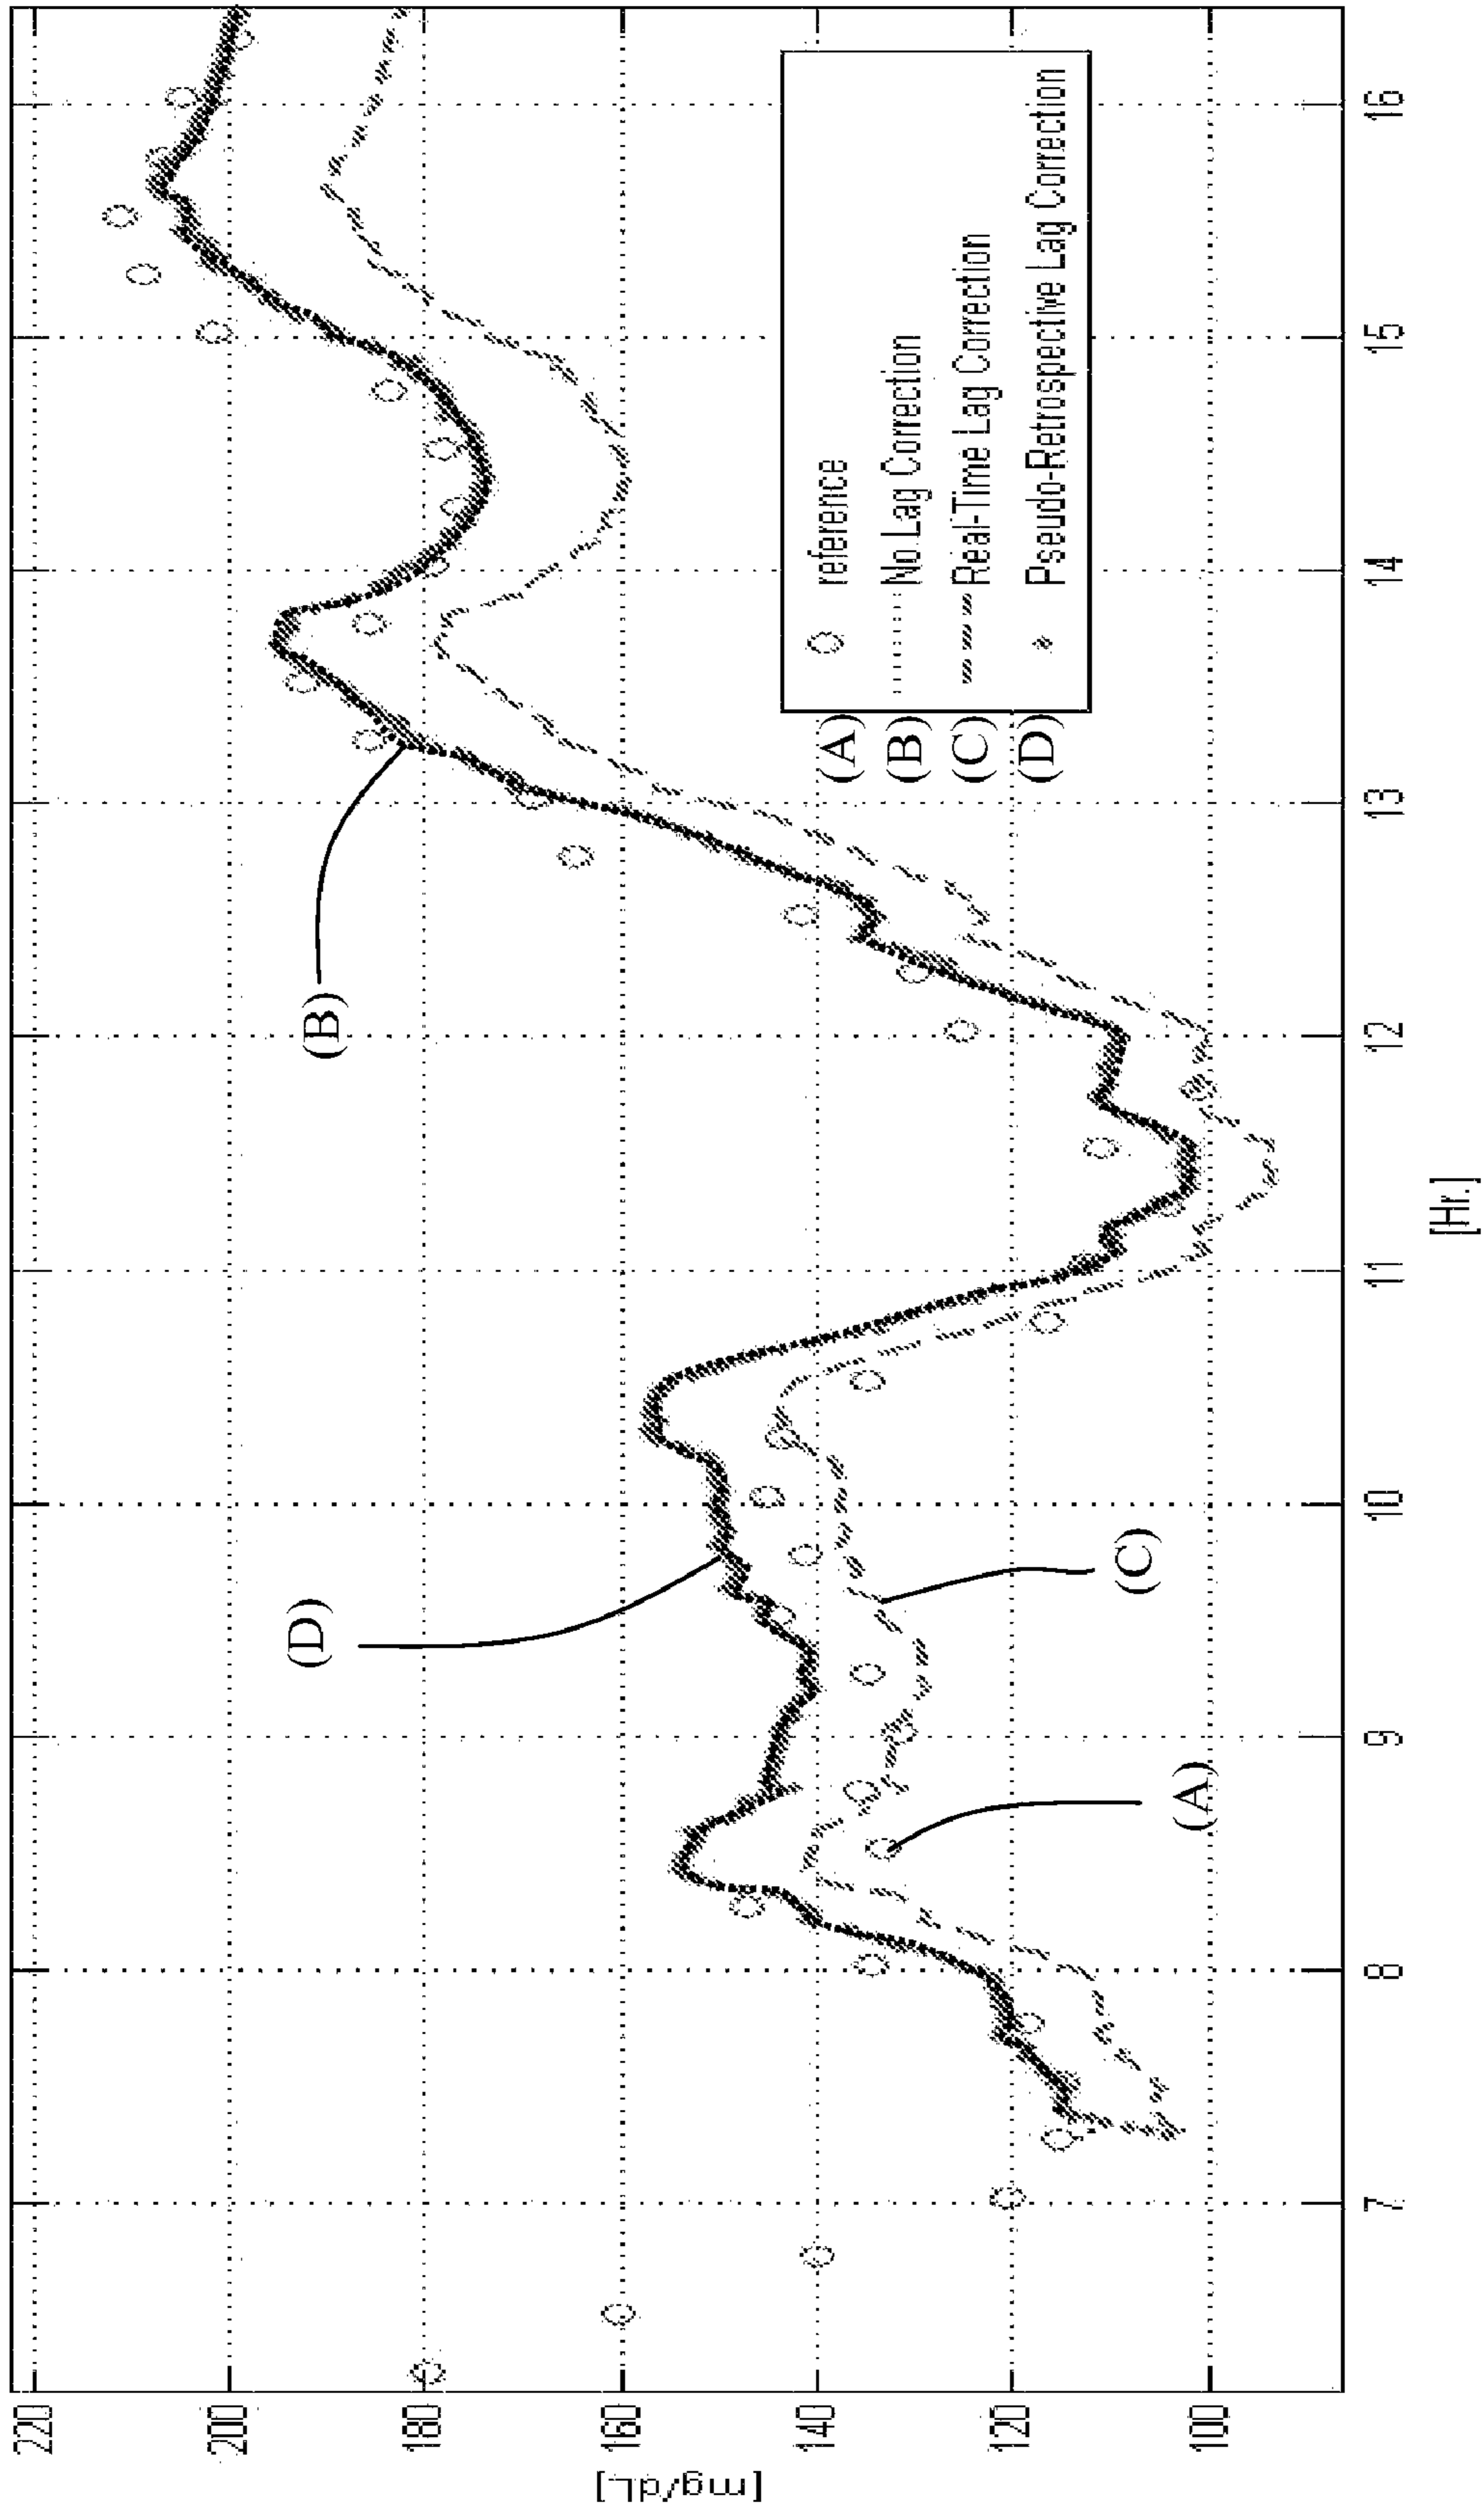 [mg/dL]
220
200
180
160
140
120
100
7
8
9
10
11
12
13
14
15
16
[Hr.]
(A)
(B)
(C)
(D)
(A) reference
(B) No Lag Correction
(C) Real-Time Lag Correction
(D) Pseudo-Retrospective Lag Correction